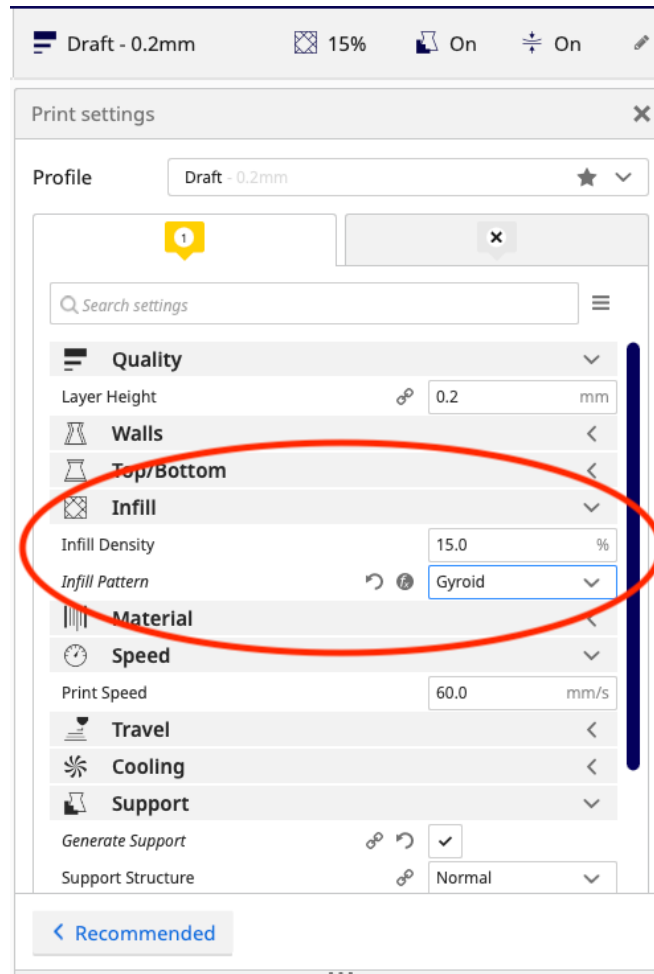 Draft - 0.2mm 15% On On
Print settings
Profile Draft - 0.2mm
1
Search settings
Quality
Layer Height 0.2 mm
Walls
Top/Bottom
Infill
Infill Density 15.0 %
Infill Pattern Gyroid
Material
Speed
Print Speed 60.0 mm/s
Travel
Cooling
Support
Generate Support
Support Structure Normal
Recommended